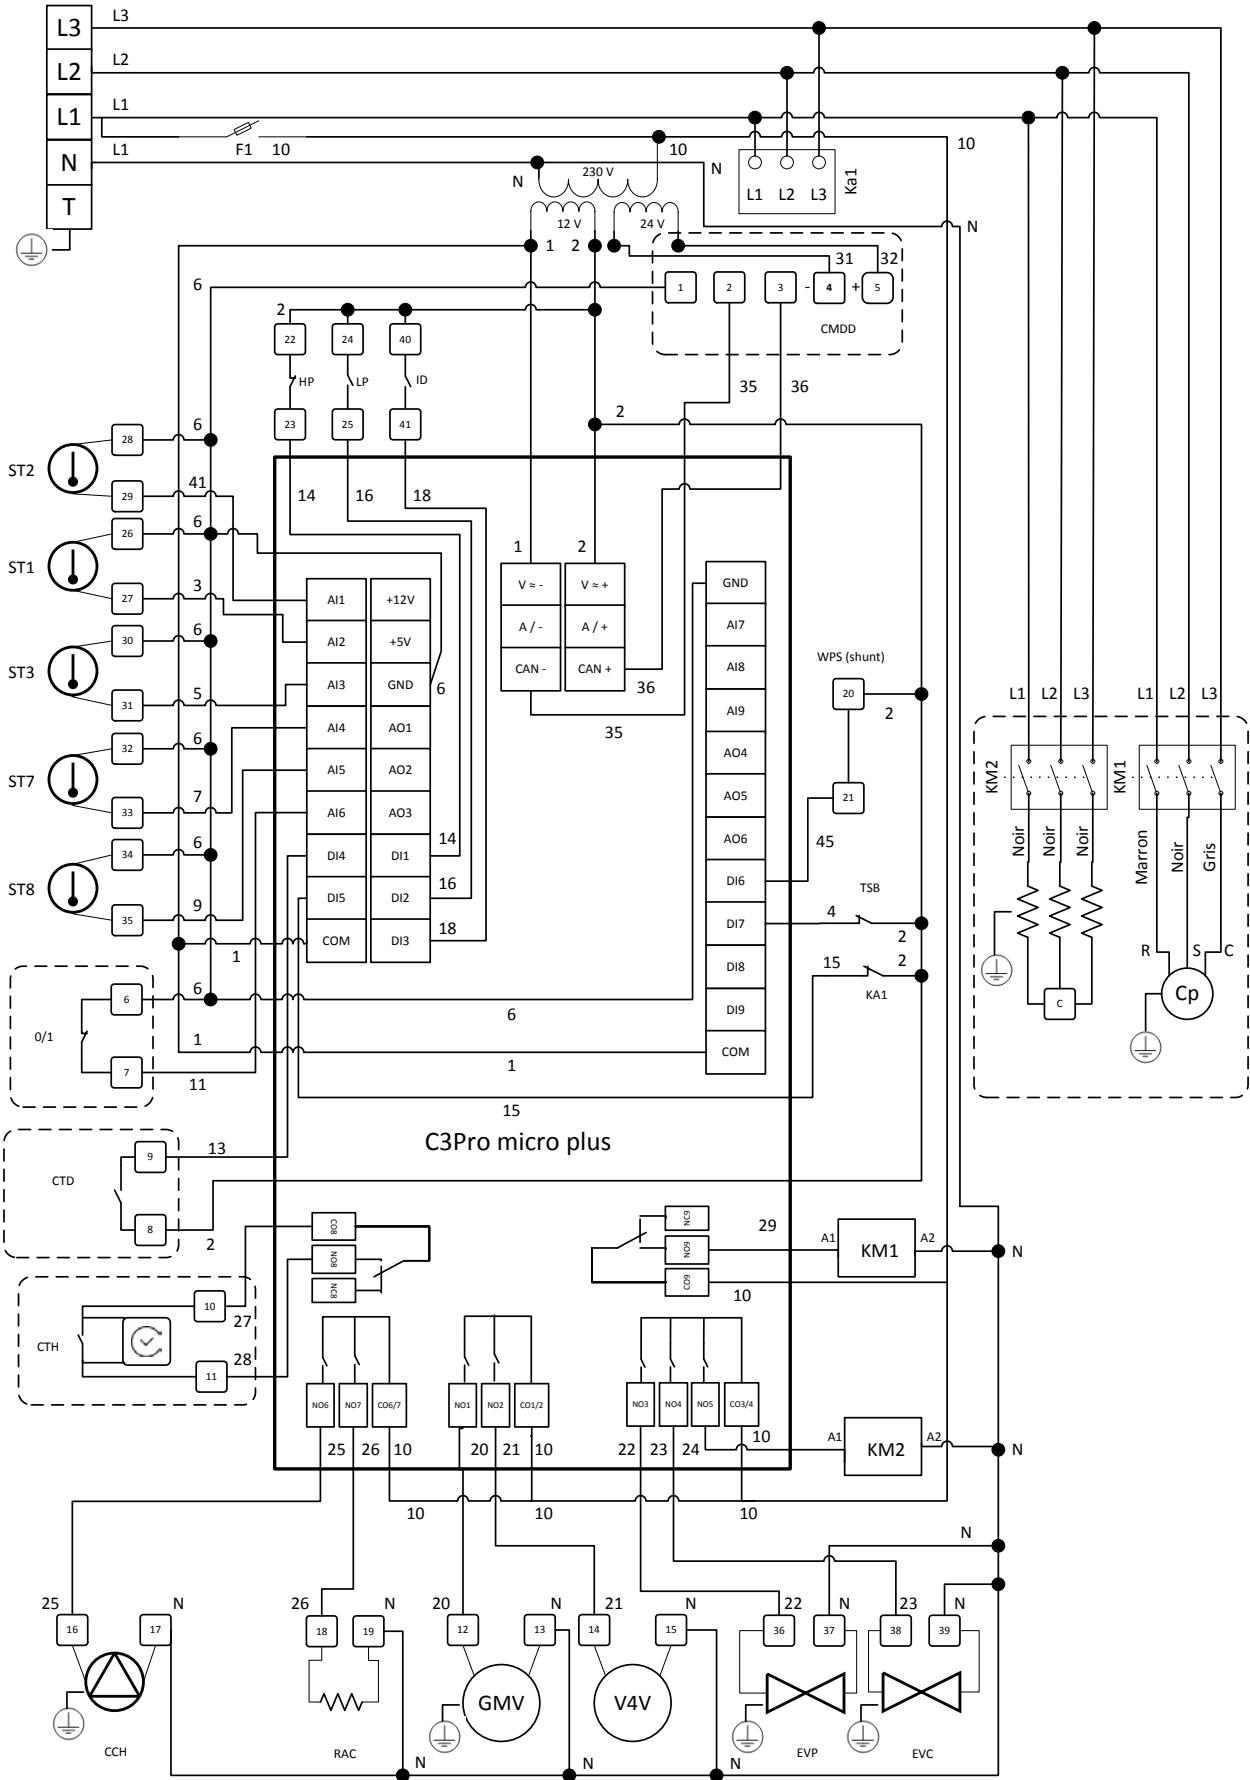 L3
L3
L2
L2
L1
L1
F1 10
10
10
N
L1
N
T
N
N
230 V
12 V
24 V
L1 L2 L3
Ka1
1 2
31 32
6
1 2 3 - 4 + 5
CMDD
2
22 24 40
HP LP ID
23 25 41
35 36
2
ST2
28
6
29
41
14 16 18
ST1
26
6
27
3
ST3
30
6
31
5
ST7
32
6
33
7
ST8
34
6
35
9
1
1 2
AI1 +12V
AI2 +5V
AI3 GND
6
AI4 AO1
AI5 AO2
AI6 AO3
14
DI4 DI1
16
DI5 DI2
18
COM DI3
V ≈ - V ≈ +
A / - A / +
CAN - CAN +
36
35
GND
AI7
AI8
AI9
AO4
AO5
AO6
DI6
DI7
DI8
DI9
COM
WPS (shunt)
20
2
21
45
TSB
4
2
15
2
KA1
L1 L2 L3 L1 L2 L3
KM2
KM1
Noir
Noir
Noir
Marron
Noir
Gris
R S C
C
Cp
0/1
6
6
7
1
11
6
1
15
C3Pro micro plus
CTD
9
13
8
2
CTH
10
27
11
28
CO8
NO8
NC8
NC9
NO9
CO9
29
10
A1 KM1 A2
N
NO6 NO7 CO6/7
NO1 NO2 CO1/2
NO3 NO4 NO5 CO3/4
25 26 10
20 21 10
22 23 24
10
A1 KM2 A2
N
10
10
10
N
25 N
16 17
CCH
26 N
18 19
RAC
20 N
12 13
GMV
21 N
14 15
V4V
22 N
36 37
EVP
23 N
38 39
EVC
N
N
N